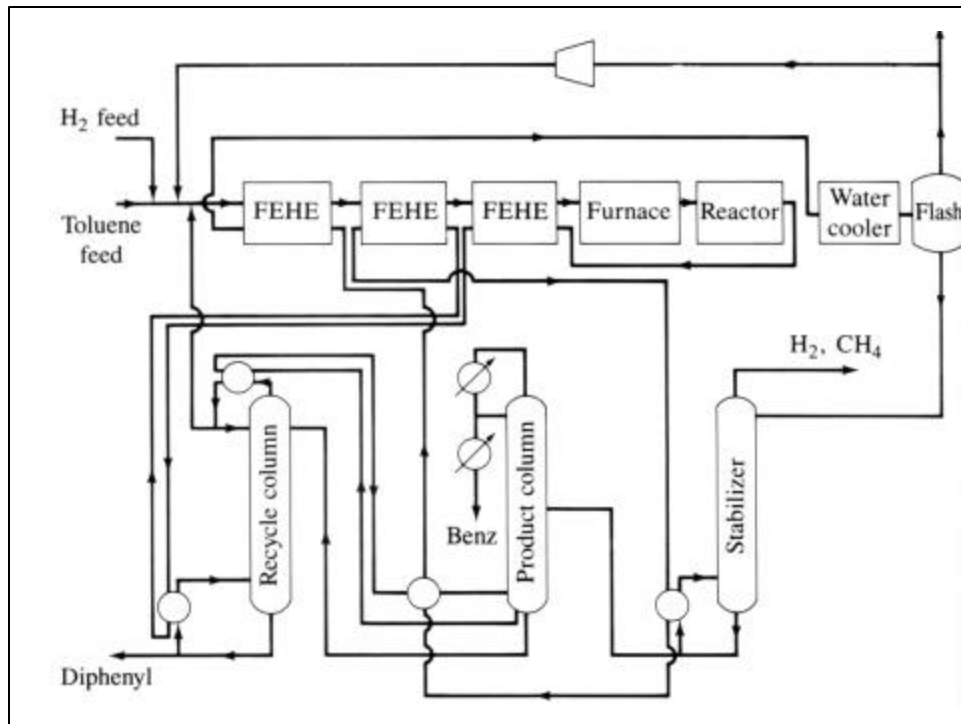 H₂ feed
Toluene
feed
FEHE
FEHE
FEHE
Furnace
Reactor
Water
cooler
Flash
H₂, CH₄
Recycle column
Product column
Stabilizer
Benz
Diphenyl